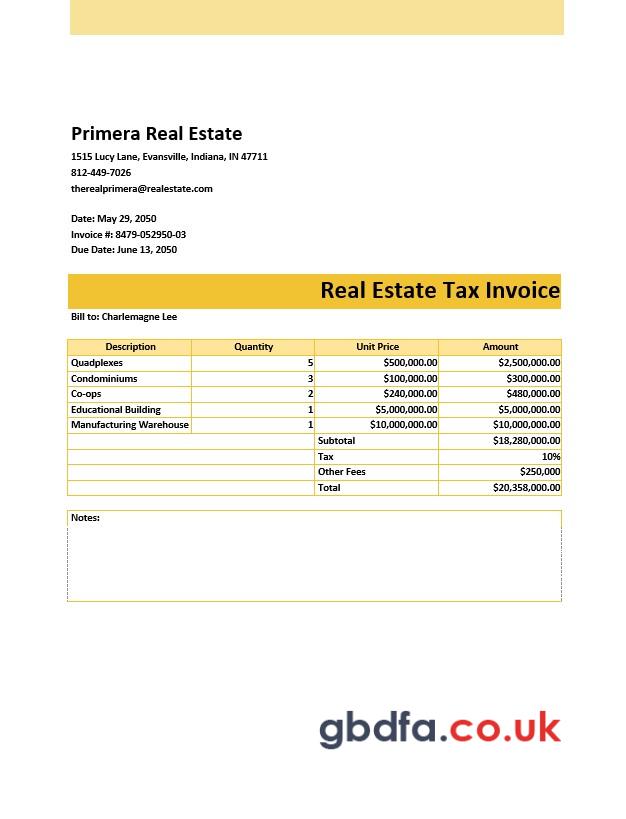 Primera Real Estate
1515 Lucy Lane, Evansville, Indiana, IN 47711
812-449-7026
therealprimera@realestate.com
Date: May 29, 2050
Invoice #: 8479-052950-03
Due Date: June 13, 2050
Real Estate Tax Invoice
Bill to: Charlemagne Lee
Description Quantity Unit Price Amount
Quadplexes 5 $500,000.00 $2,500,000.00
Condominiums 3 $100,000.00 $300,000.00
Co-ops 2 $240,000.00 $480,000.00
Educational Building 1 $5,000,000.00 $5,000,000.00
Manufacturing Warehouse 1 $10,000,000.00 $10,000,000.00
Subtotal $18,280,000.00
Tax 10%
Other Fees $250,000
Total $20,358,000.00
Notes:
gbdfa.co.uk